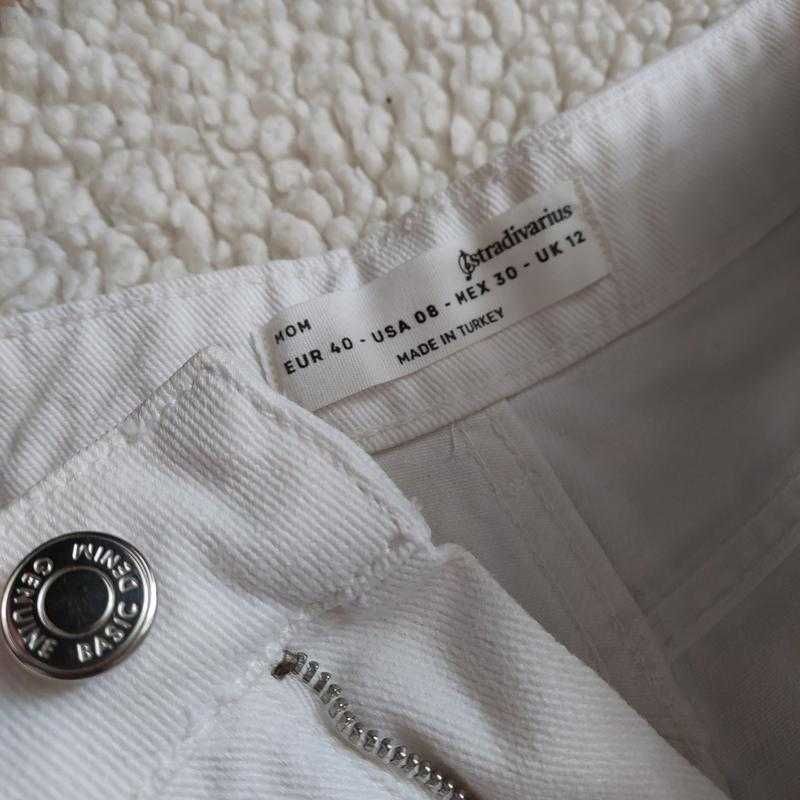 Stradivarius
MOM
EUR 40 - USA 08 - MEX 30 - UK 12
MADE IN TURKEY
GENUINE BASIC DENIM